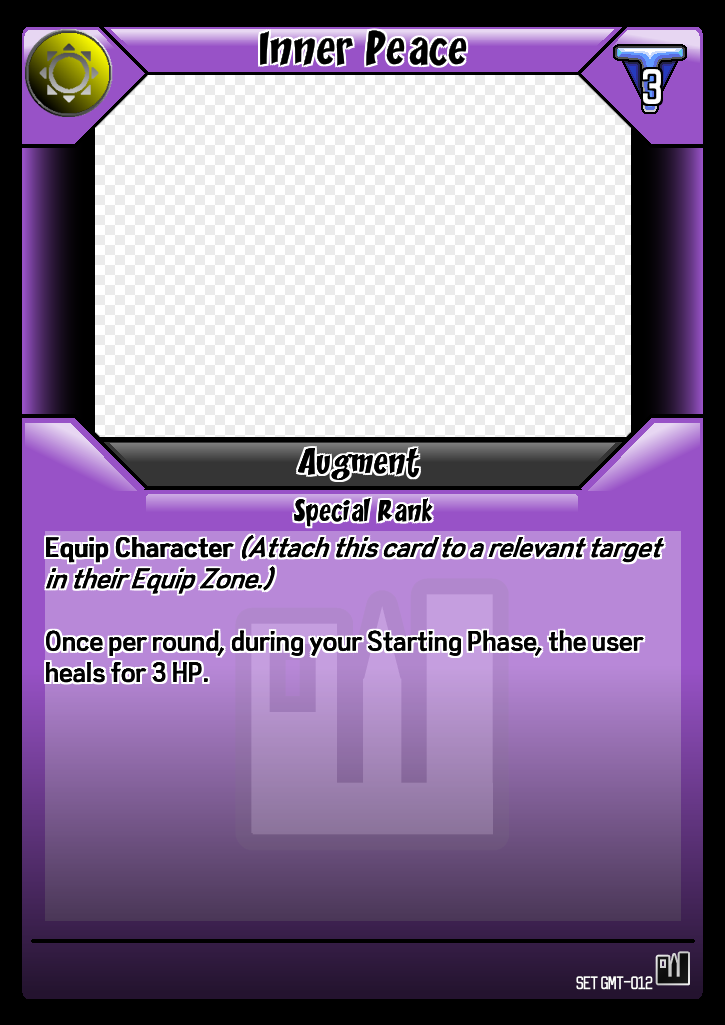 Inner Peace
3
Augment
Special Rank
Equip Character (Attach this card to a relevant target
in their Equip Zone.)
Once per round, during your Starting Phase, the user
heals for 3 HP.
SET GMT-012